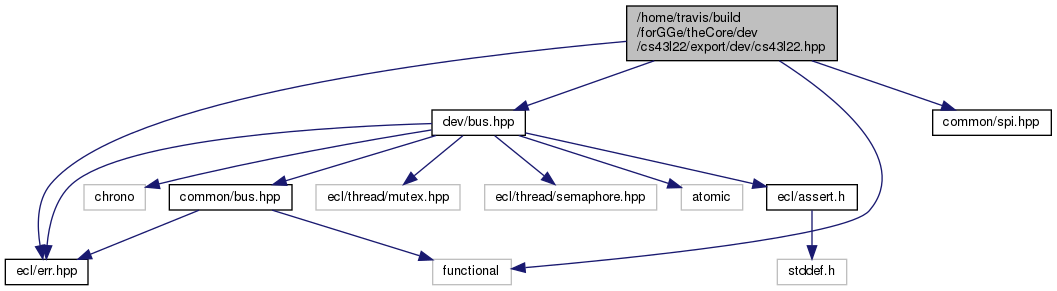 /home/travis/build
/forGGe/theCore/dev
/cs43l22/export/dev/cs43l22.hpp
dev/bus.hpp
common/spi.hpp
chrono
common/bus.hpp
ecl/thread/mutex.hpp
ecl/thread/semaphore.hpp
atomic
ecl/assert.h
ecl/err.hpp
functional
stddef.h